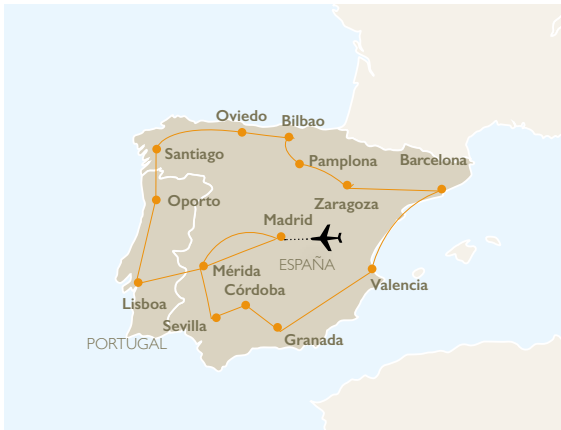 Oviedo
Bilbao
Santiago
Pamplona
Barcelona
Oporto
Zaragoza
Madrid
ESPAÑA
Mérida
Córdoba
Valencia
Lisboa
Sevilla
Granada
PORTUGAL